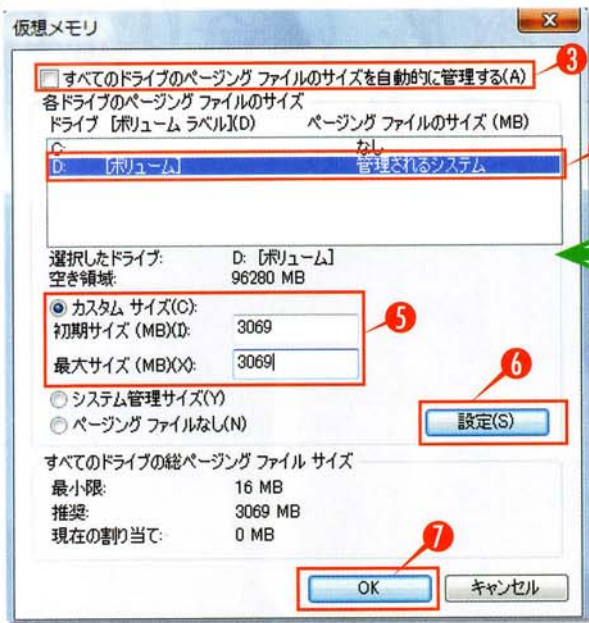 仮想メモリ
すべてのドライブのページング ファイルのサイズを自動的に管理する(A)
3
各ドライブのページング ファイルのサイズ
ドライブ [ボリューム ラベル](D) ページング ファイルのサイズ (MB)
C: なし
D: [ボリューム] 管理されるシステム
選択したドライブ: D: [ボリューム]
空き領域: 96280 MB
カスタム サイズ(C):
初期サイズ (MB)(I): 3069
5
最大サイズ (MB)(X): 3069
6
システム管理サイズ(Y)
ページング ファイルなし(N)
設定(S)
すべてのドライブの総ページング ファイル サイズ
最小限: 16 MB
推奨: 3069 MB
現在の割り当て: 0 MB
7
OK キャンセル